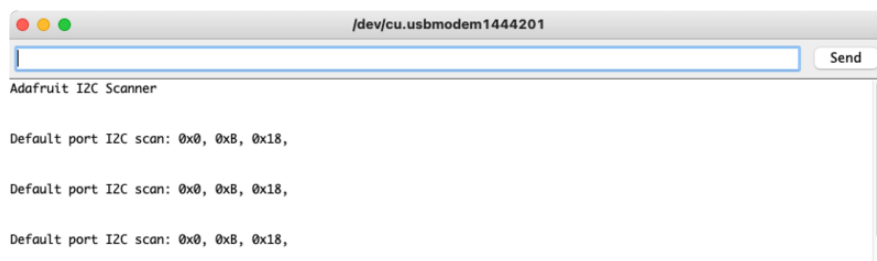 /dev/cu.usbmodem1444201
Send
Adafruit I2C Scanner
Default port I2C scan: 0x0, 0xB, 0x18,
Default port I2C scan: 0x0, 0xB, 0x18,
Default port I2C scan: 0x0, 0xB, 0x18,